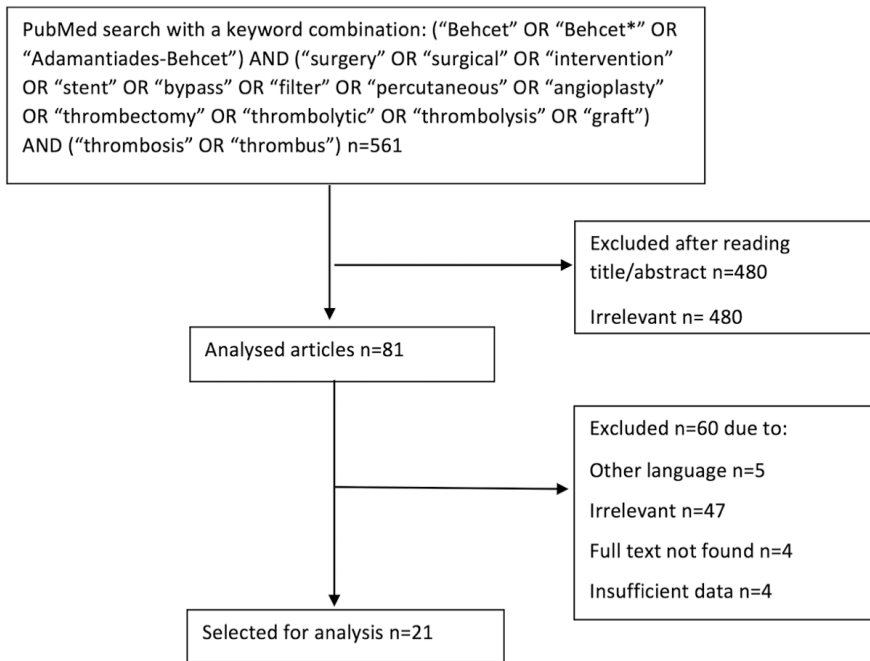 PubMed search with a keyword combination: (“Behcet” OR “Behcet*” OR
“Adamantiades-Behcet”) AND (“surgery” OR “surgical” OR “intervention”
OR “stent” OR “bypass” OR “filter” OR “percutaneous” OR “angioplasty”
OR “thrombectomy” OR “thrombolytic” OR “thrombolysis” OR “graft”)
AND (“thrombosis” OR “thrombus”) n=561
Excluded after reading
title/abstract n=480
Irrelevant n= 480
Analysed articles n=81
Excluded n=60 due to:
Other language n=5
Irrelevant n=47
Full text not found n=4
Insufficient data n=4
Selected for analysis n=21